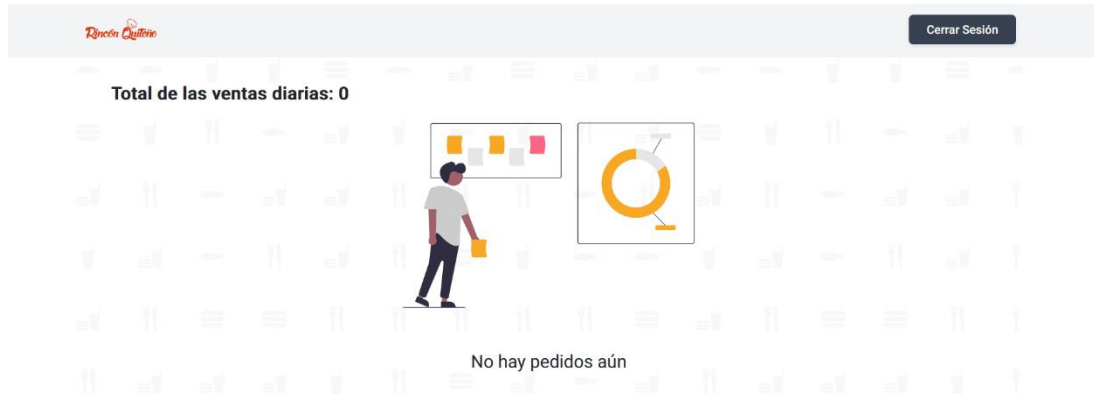 Rincón Quiteño
Cerrar Sesión
Total de las ventas diarias: 0
No hay pedidos aún